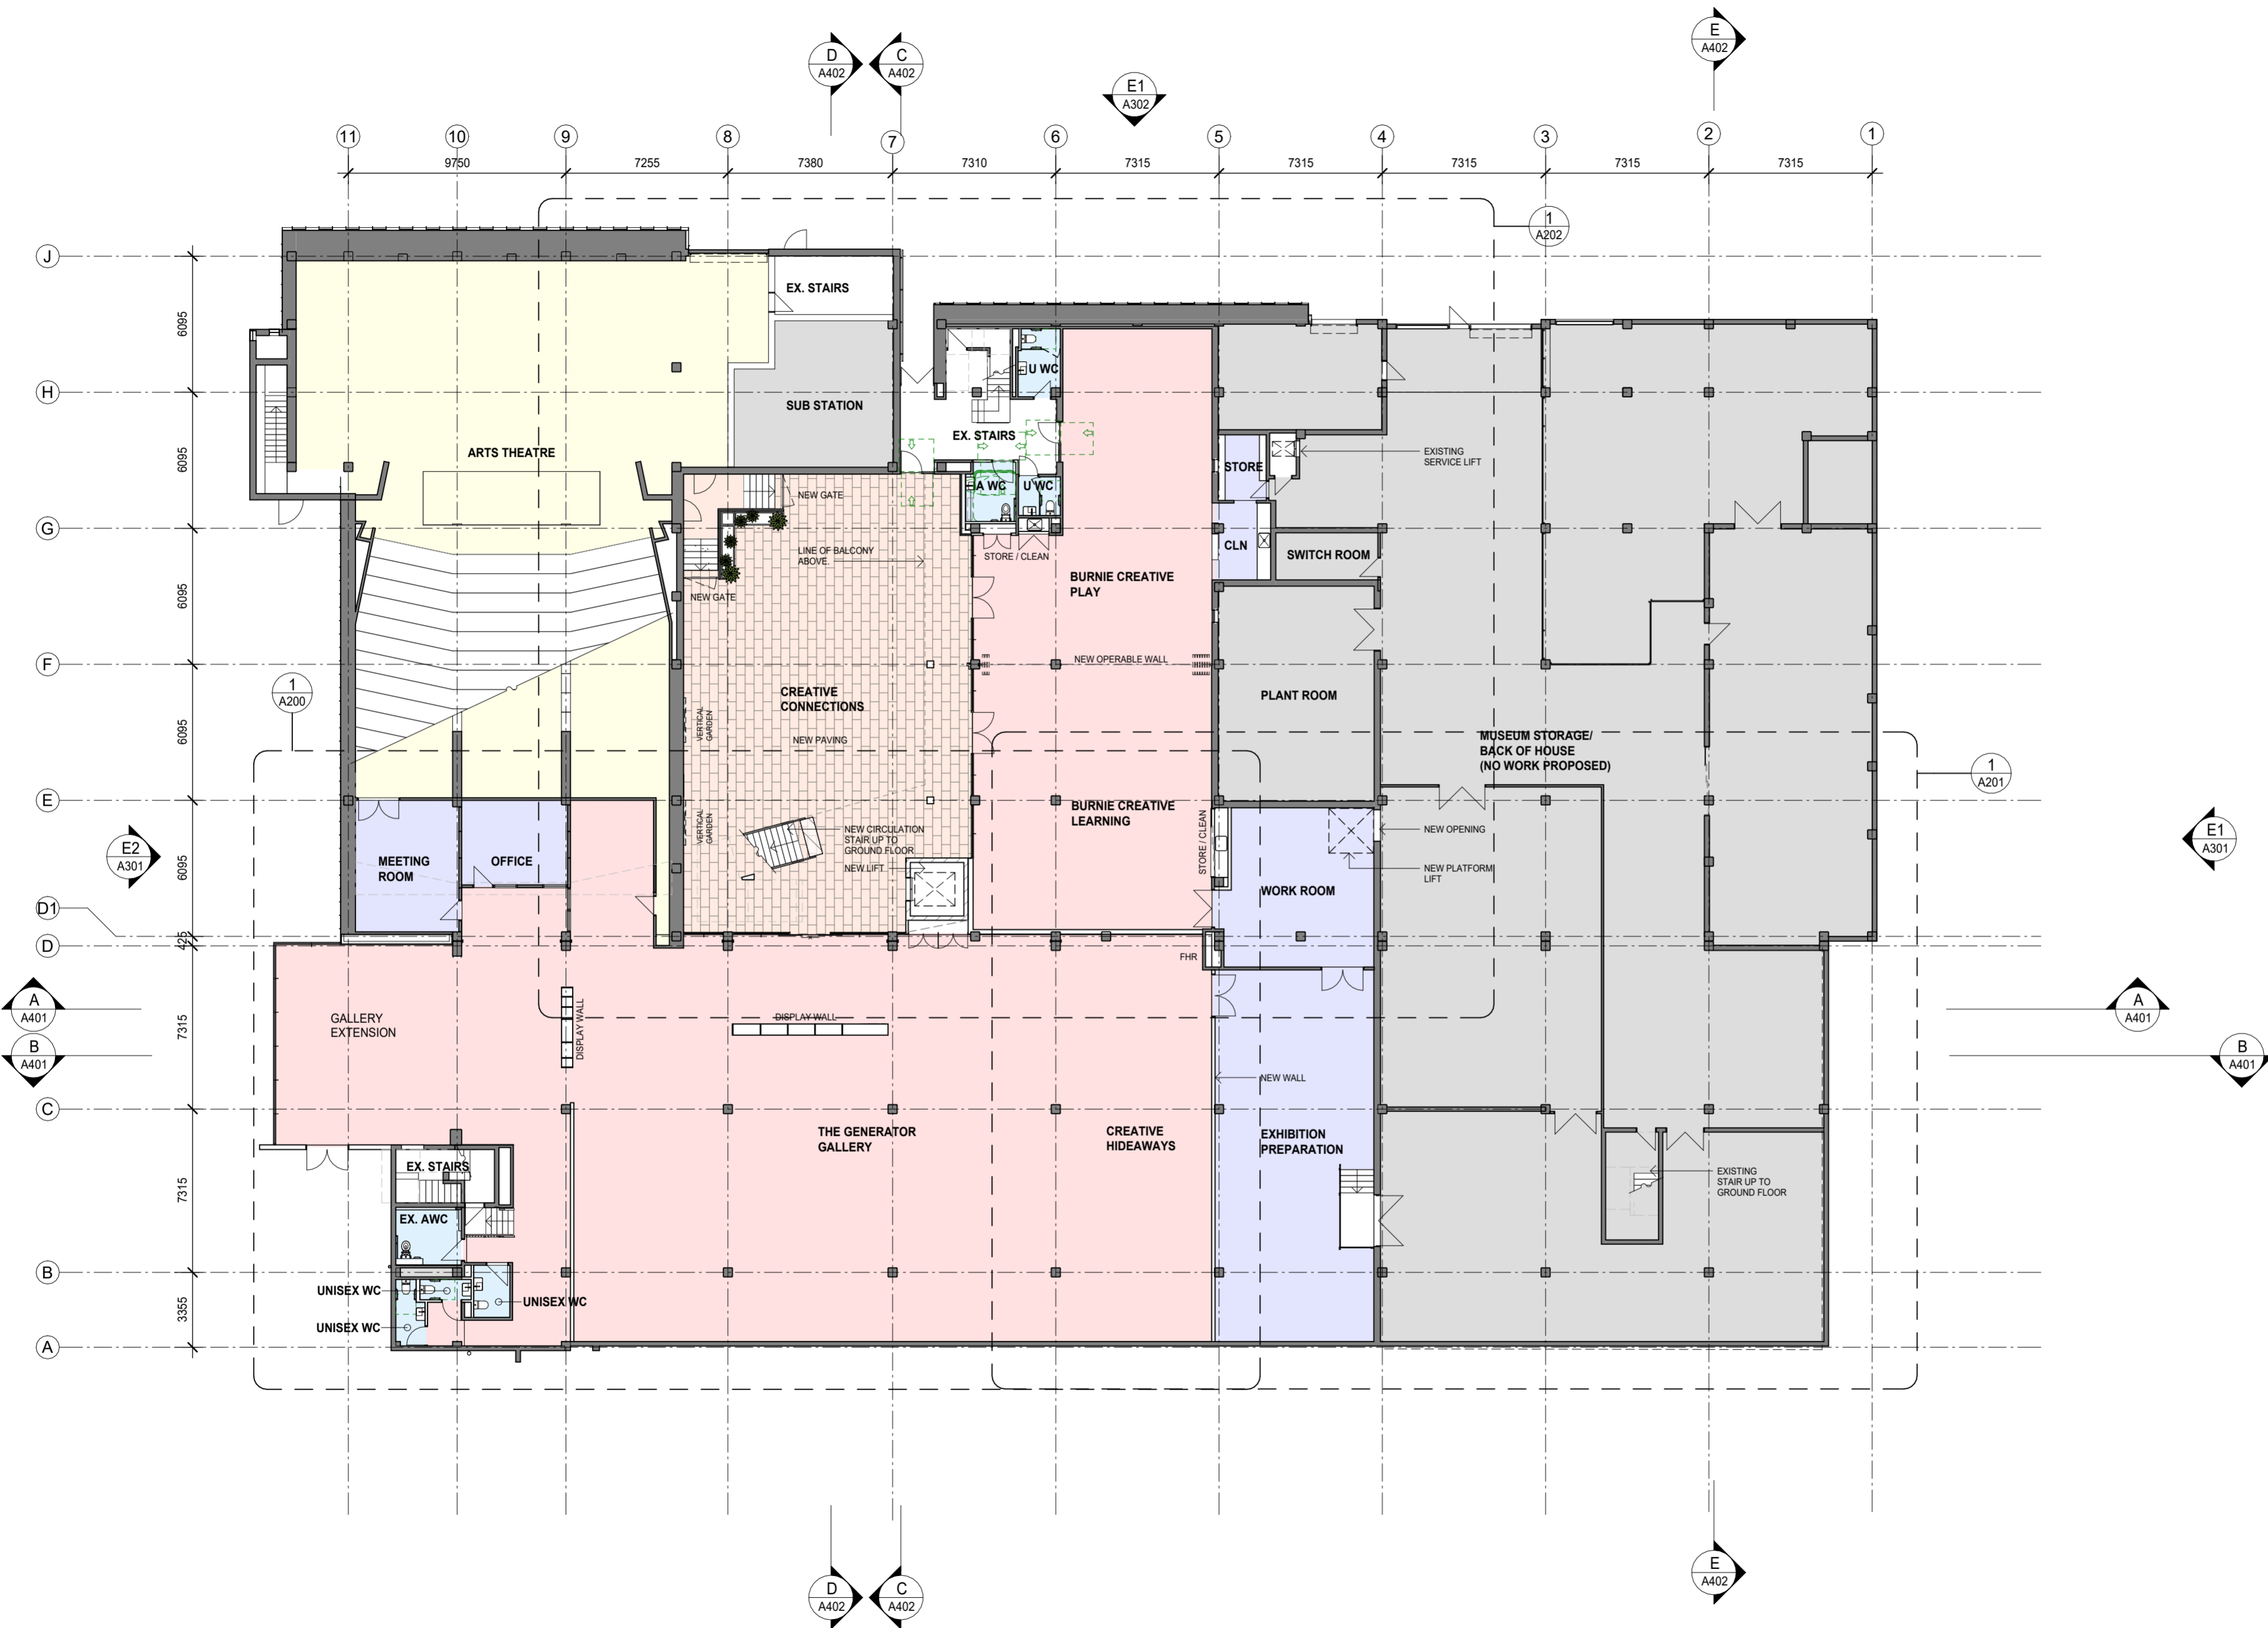 E
A402
D
A402
C
A402
E1
A302
11
10
9
8
7
6
5
4
3
2
1
9750
7255
7380
7310
7315
7315
7315
7315
7315
1
A202
J
6095
EX. STAIRS
U WC
H
SUB STATION
6095
EX. STAIRS
ARTS THEATRE
EXISTING
SERVICE LIFT
STORE
A WC
U WC
NEW GATE
G
LINE OF BALCONY
ABOVE.
STORE / CLEAN
CLN
SWITCH ROOM
BURNIE CREATIVE
PLAY
NEW GATE
6095
F
NEW OPERABLE WALL
1
A200
CREATIVE
CONNECTIONS
PLANT ROOM
VERTICAL
GARDEN
NEW PAVING
6095
MUSEUM STORAGE/
BACK OF HOUSE
(NO WORK PROPOSED)
1
A201
E
BURNIE CREATIVE
LEARNING
VERTICAL
GARDEN
NEW CIRCULATION
STAIR UP TO
GROUND FLOOR
NEW LIFT
STORE / CLEAN
NEW OPENING
NEW PLATFORM
LIFT
E2
A301
E1
A301
MEETING
ROOM
OFFICE
6095
WORK ROOM
D1
425
D
FHR
A
A401
GALLERY
EXTENSION
DISPLAY WALL
DISPLAY WALL
7315
A
A401
B
A401
B
A401
NEW WALL
C
THE GENERATOR
GALLERY
CREATIVE
HIDEAWAYS
EXHIBITION
PREPARATION
EX. STAIRS
EXISTING
STAIR UP TO
GROUND FLOOR
7315
EX. AWC
B
UNISEX WC
UNISEX WC
3355
UNISEX WC
A
E
A402
D
A402
C
A402